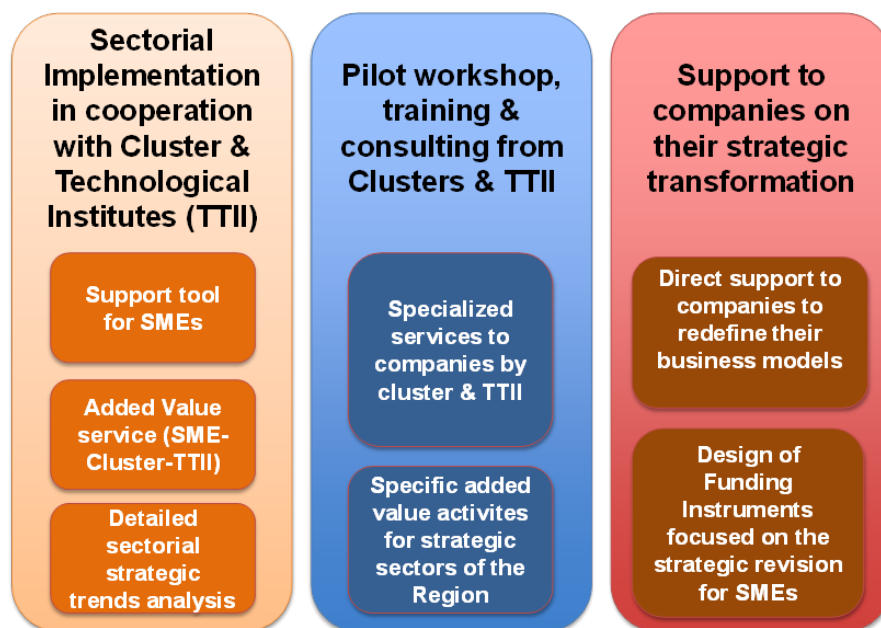 Sectorial
Implementation
in cooperation
with Cluster &
Technological
Institutes (TTII)
Support tool
for SMEs
Added Value
service (SME-
Cluster-TTII)
Detailed
sectorial
strategic
trends analysis
Pilot workshop,
training &
consulting from
Clusters & TTII
Specialized
services to
companies by
cluster & TTII
Specific added
value activites
for strategic
sectors of the
Region
Support to
companies on
their strategic
transformation
Direct support to
companies to
redefine their
business models
Design of
Funding
Instruments
focused on the
strategic revision
for SMEs